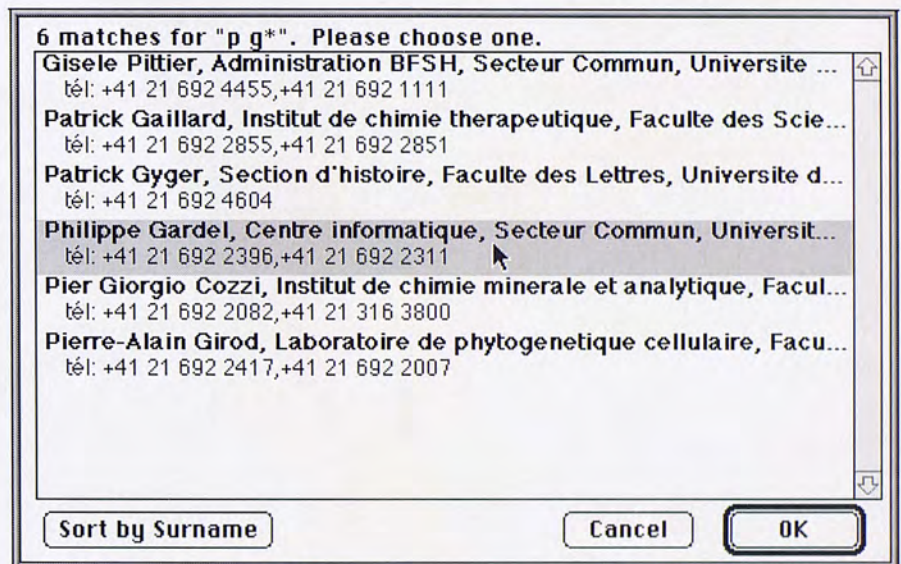 6 matches for "p g*". Please choose one.
Gisele Pittier, Administration BFSH, Secteur Commun, Universite ...
tél: +41 21 692 4455,+41 21 692 1111
Patrick Gaillard, Institut de chimie therapeutique, Faculte des Scie...
tél: +41 21 692 2855,+41 21 692 2851
Patrick Gyger, Section d'histoire, Faculte des Lettres, Universite d...
tél: +41 21 692 4604
Philippe Gardel, Centre informatique, Secteur Commun, Universit...
tél: +41 21 692 2396,+41 21 692 2311
Pier Giorgio Cozzi, Institut de chimie minerale et analytique, Facul...
tél: +41 21 692 2082,+41 21 316 3800
Pierre-Alain Girod, Laboratoire de phytogenetique cellulaire, Facu...
tél: +41 21 692 2417,+41 21 692 2007
Sort by Surname Cancel OK